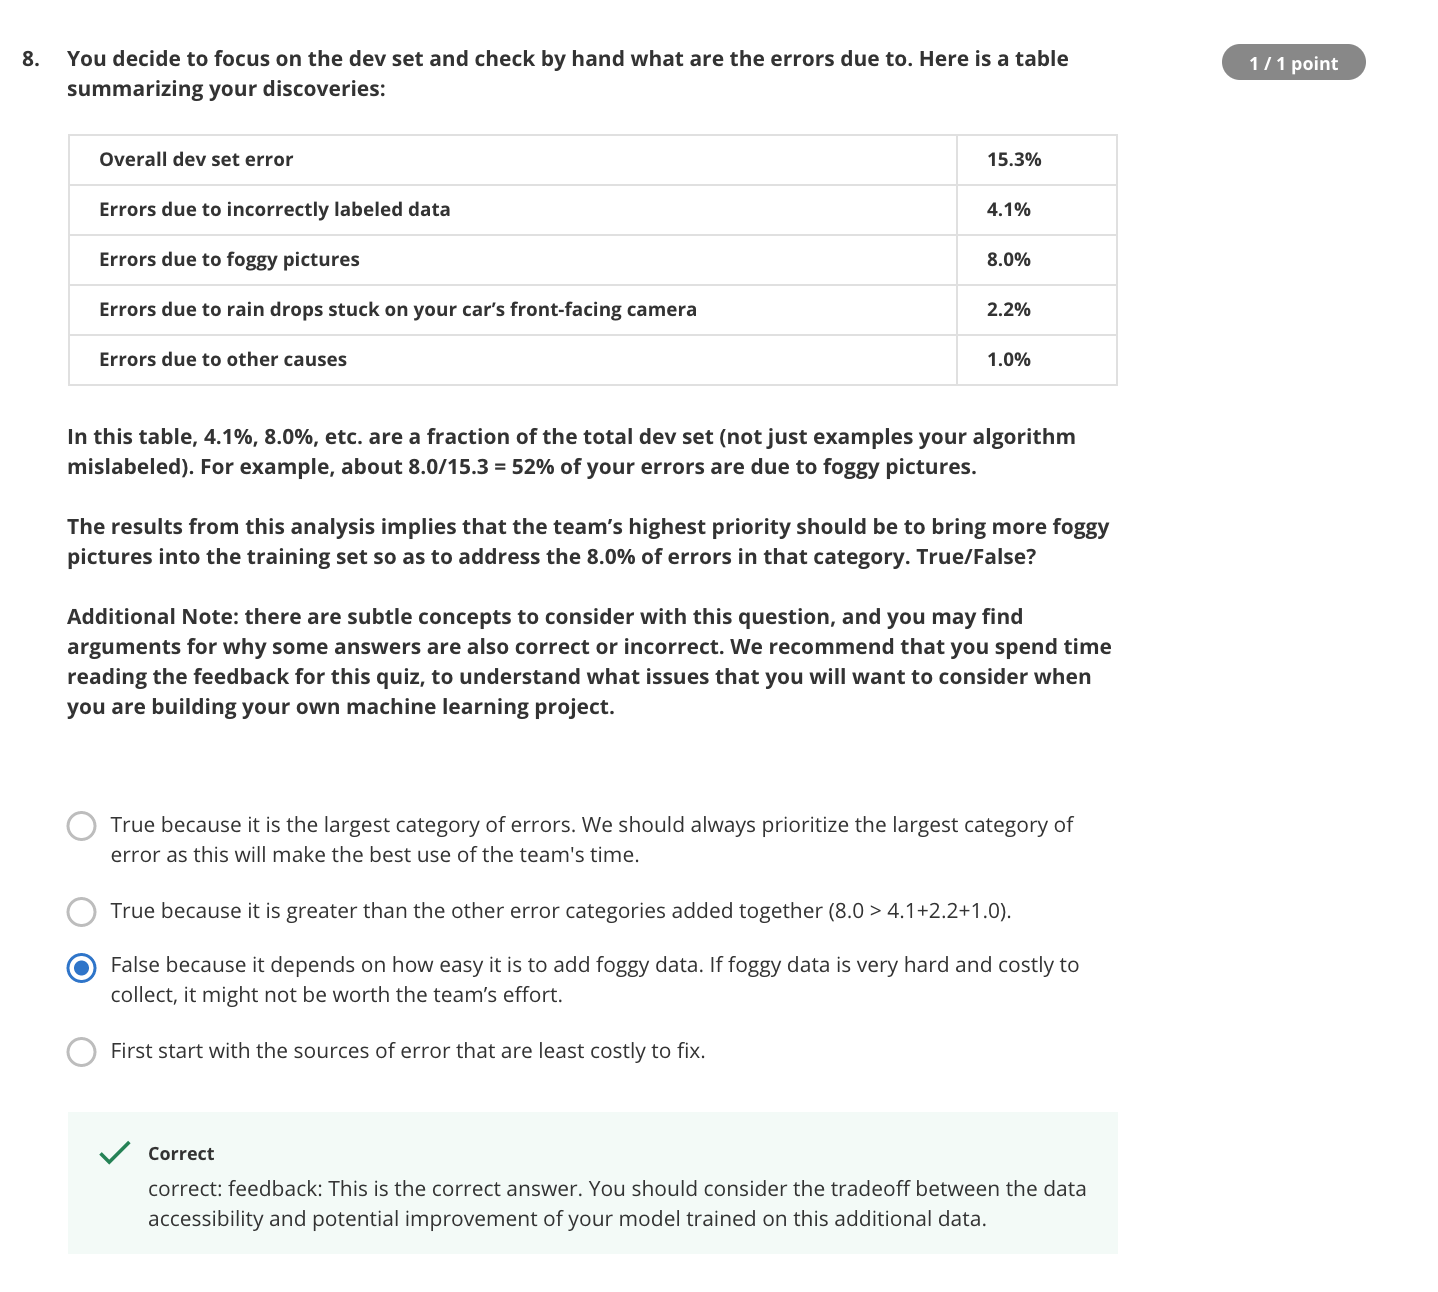 8. You decide to focus on the dev set and check by hand what are the errors due to. Here is a table
1 / 1 point
summarizing your discoveries:
Overall dev set error 15.3%
Errors due to incorrectly labeled data 4.1%
Errors due to foggy pictures 8.0%
Errors due to rain drops stuck on your car’s front-facing camera 2.2%
Errors due to other causes 1.0%
In this table, 4.1%, 8.0%, etc. are a fraction of the total dev set (not just examples your algorithm
mislabeled). For example, about 8.0/15.3 = 52% of your errors are due to foggy pictures.
The results from this analysis implies that the team’s highest priority should be to bring more foggy
pictures into the training set so as to address the 8.0% of errors in that category. True/False?
Additional Note: there are subtle concepts to consider with this question, and you may find
arguments for why some answers are also correct or incorrect. We recommend that you spend time
reading the feedback for this quiz, to understand what issues that you will want to consider when
you are building your own machine learning project.
True because it is the largest category of errors. We should always prioritize the largest category of
error as this will make the best use of the team's time.
True because it is greater than the other error categories added together (8.0 > 4.1+2.2+1.0).
False because it depends on how easy it is to add foggy data. If foggy data is very hard and costly to
collect, it might not be worth the team’s effort.
First start with the sources of error that are least costly to fix.
Correct
correct: feedback: This is the correct answer. You should consider the tradeoff between the data
accessibility and potential improvement of your model trained on this additional data.